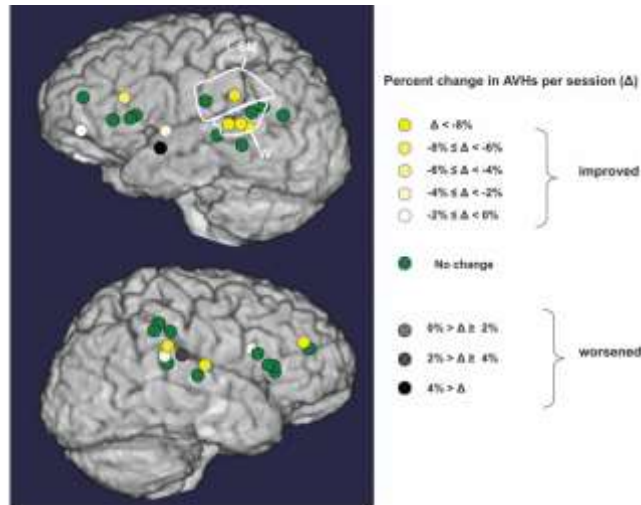 Percent change in AVHs per session (Δ)
Δ < -8%
-8% ≤ Δ < -6%
-6% ≤ Δ < -4%
-4% ≤ Δ < -2%
-2% ≤ Δ < 0%
improved
No change
0% > Δ ≥ 2%
2% > Δ ≥ 4%
4% > Δ
worsened